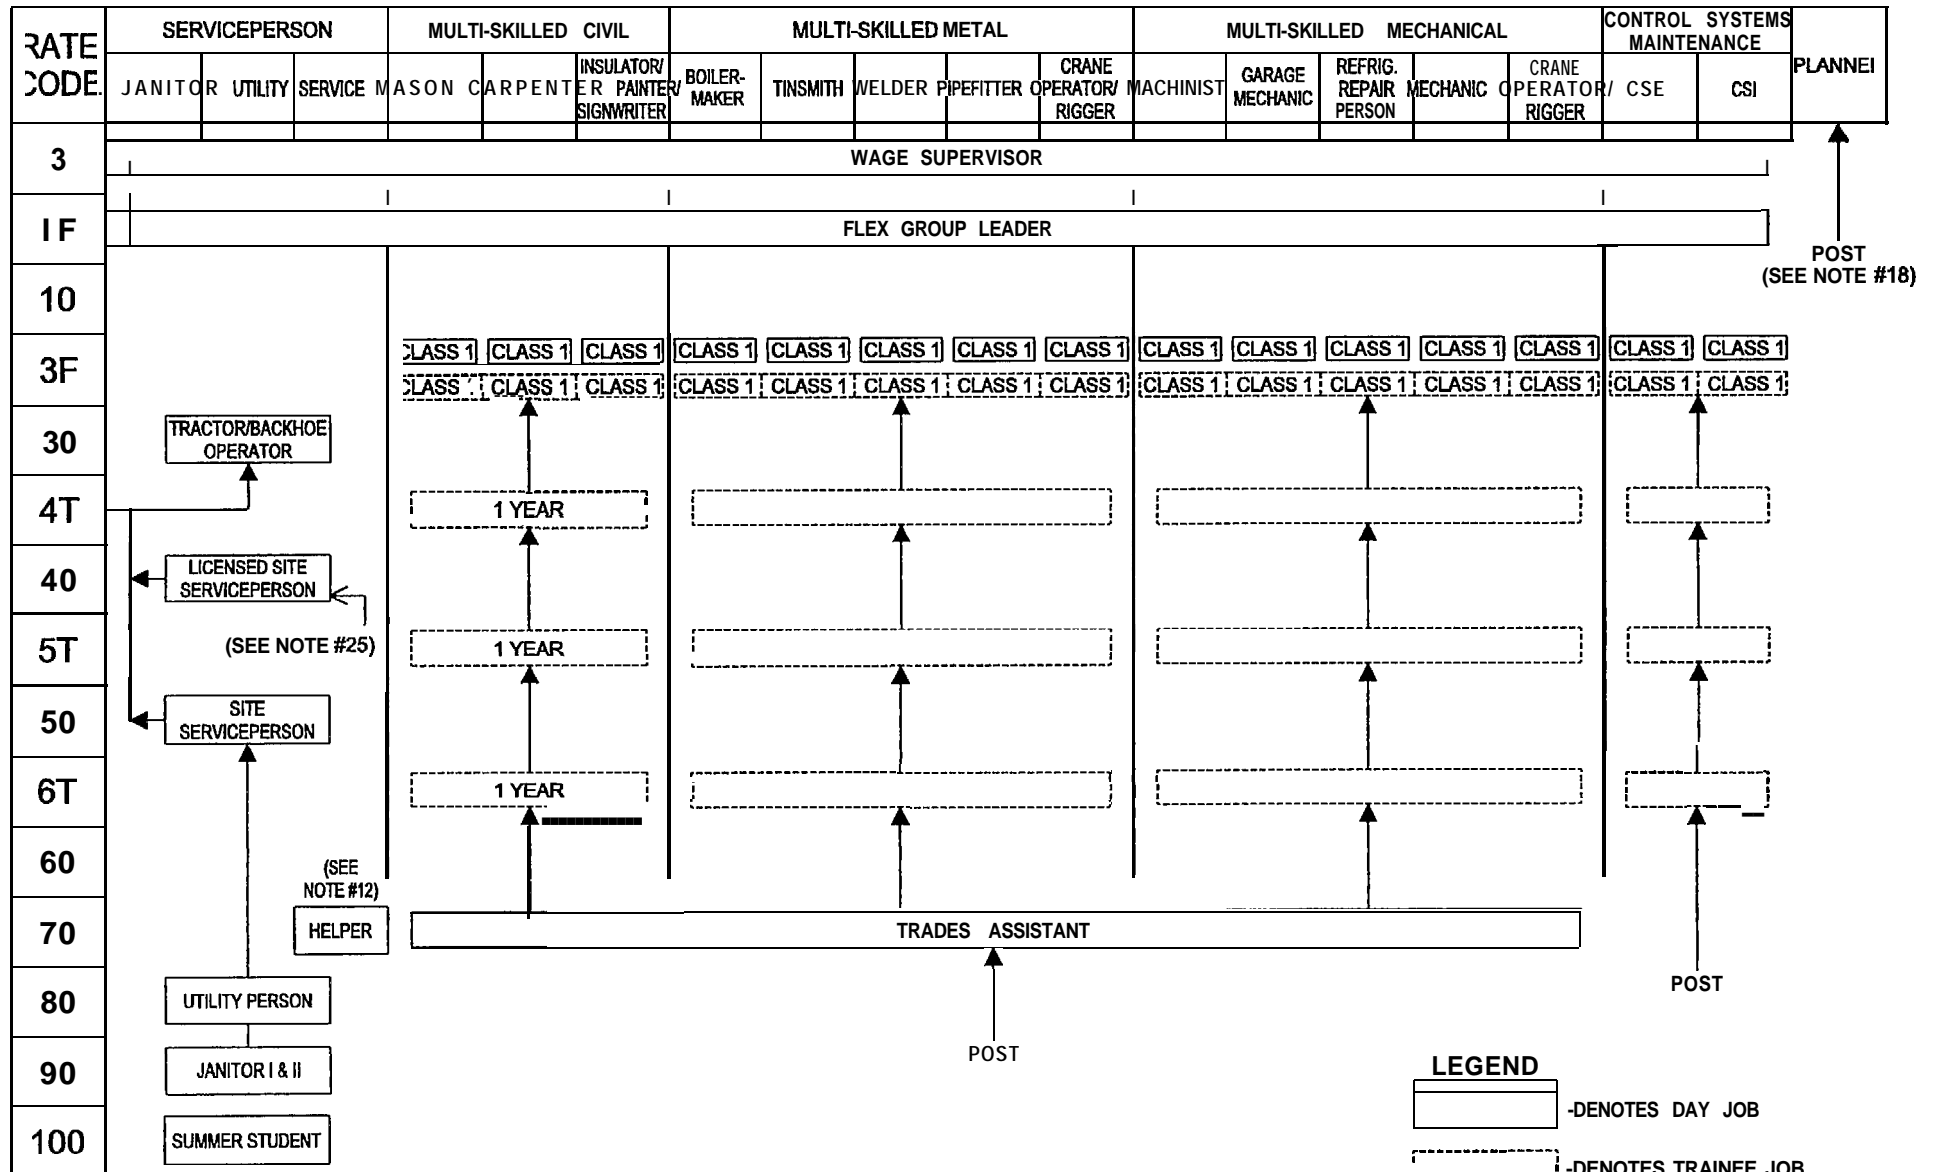 RATE CODE.
SERVICEPERSON
MULTI-SKILLED CIVIL
MULTI-SKILLED METAL
MULTI-SKILLED MECHANICAL
CONTROL SYSTEMS
MAINTENANCE
PLANNEI
JANITOR
UTILITY
SERVICE
MASON
CARPENTER
INSULATOR/
PAINTER/
SIGNWRITER
BOILER-
MAKER
TINSMITH
WELDER
PIPEFITTER
CRANE
OPERATOR/
RIGGER
MACHINIST
GARAGE
MECHANIC
REFRIG.
REPAIR
PERSON
MECHANIC
CRANE
OPERATOR/
RIGGER
CSE
CSI
3
WAGE SUPERVISOR
IF
FLEX GROUP LEADER
POST
(SEE NOTE #18)
10
3F
CLASS 1 CLASS 1 CLASS 1 CLASS 1 CLASS 1 CLASS 1 CLASS 1 CLASS 1 CLASS 1 CLASS 1 CLASS 1 CLASS 1 CLASS 1 CLASS 1 CLASS 1
CLASS CLASS 1 CLASS 1 CLASS 1 CLASS 1 CLASS 1 CLASS 1 CLASS 1 CLASS 1 CLASS 1 CLASS 1 CLASS 1 CLASS 1 CLASS 1 CLASS 1
30
TRACTOR/BACKHOE
OPERATOR
4T
1 YEAR
40
LICENSED SITE
SERVICEPERSON
(SEE NOTE #25)
5T
1 YEAR
50
SITE
SERVICEPERSON
6T
1 YEAR
60
(SEE
NOTE #12)
70
HELPER
TRADES ASSISTANT
80
UTILITY PERSON
POST
POST
90
JANITOR I & II
100
SUMMER STUDENT
LEGEND
-DENOTES DAY JOB
-DENOTES TRAINEE JOB